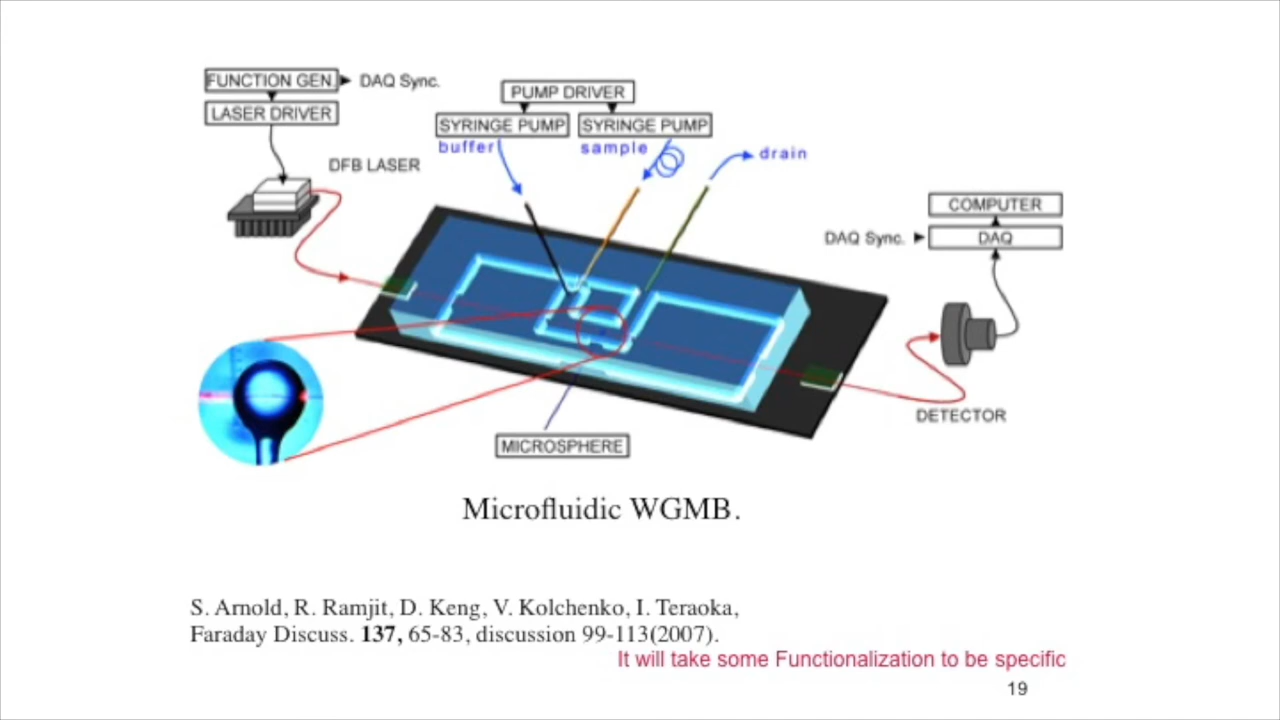 FUNCTION GEN.
DAQ Sync.
LASER DRIVER
DFB LASER
PUMP DRIVER
SYRINGE PUMP
SYRINGE PUMP
buffer
sample
drain
COMPUTER
DAQ Sync.
DAQ
DETECTOR
MICROSPHERE
Microfluidic WGMB.
S. Arnold, R. Ramjit, D. Keng, V. Kolchenko, I. Teraoka,
Faraday Discuss. 137, 65-83, discussion 99-113(2007).
It will take some Functionalization to be specific
19